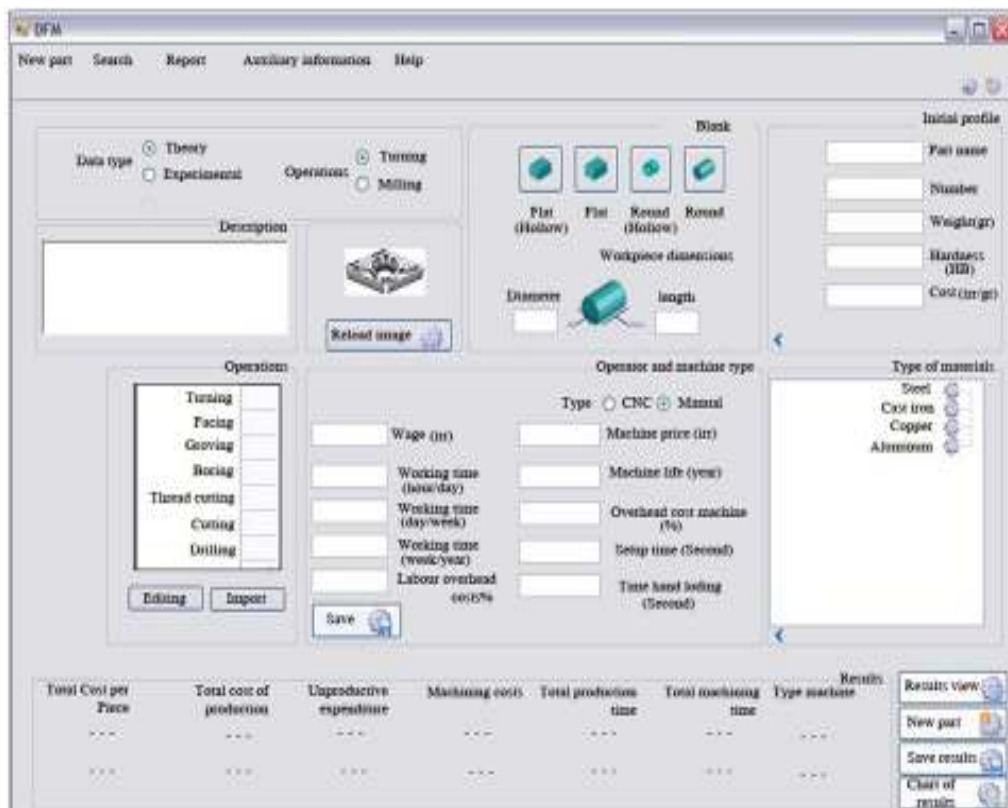 DFM
New part Search Report Auxiliary information Help
Data type
Theory
Experimental
Operations
Turning
Milling
Blank
Plat
(Hollow)
Plat
Round
(Hollow)
Round
Workpiece dimensions
Diameter
length
Initial profile
Part name
Number
Weight(gr)
Hardness
(HB)
Cost(irr/gr)
Description
Reload image
Operations
Turning
Facing
Groving
Boring
Thread cutting
Cutting
Drilling
Editing Import
Operator and machine type
Type CNC Manual
Wage (irr)
Working time
(hour/day)
Working time
(day/week)
Working time
(week/year)
Labour overhead
costs%
Save
Machine price (irr)
Machine life (year)
Overhead cost machine
(%)
Setup time (Second)
Time hand loding
(Second)
Type of materials
Steel
Cast iron
Copper
Aluminum
Results
Total Cost per
Piece
Total cost of
production
Unproductive
expenditure
Machining costs
Total production
time
Total machining
time
Type machine
--- --- --- --- --- --- ---
--- --- --- --- --- --- ---
Results view
New part
Save results
Chart of
results